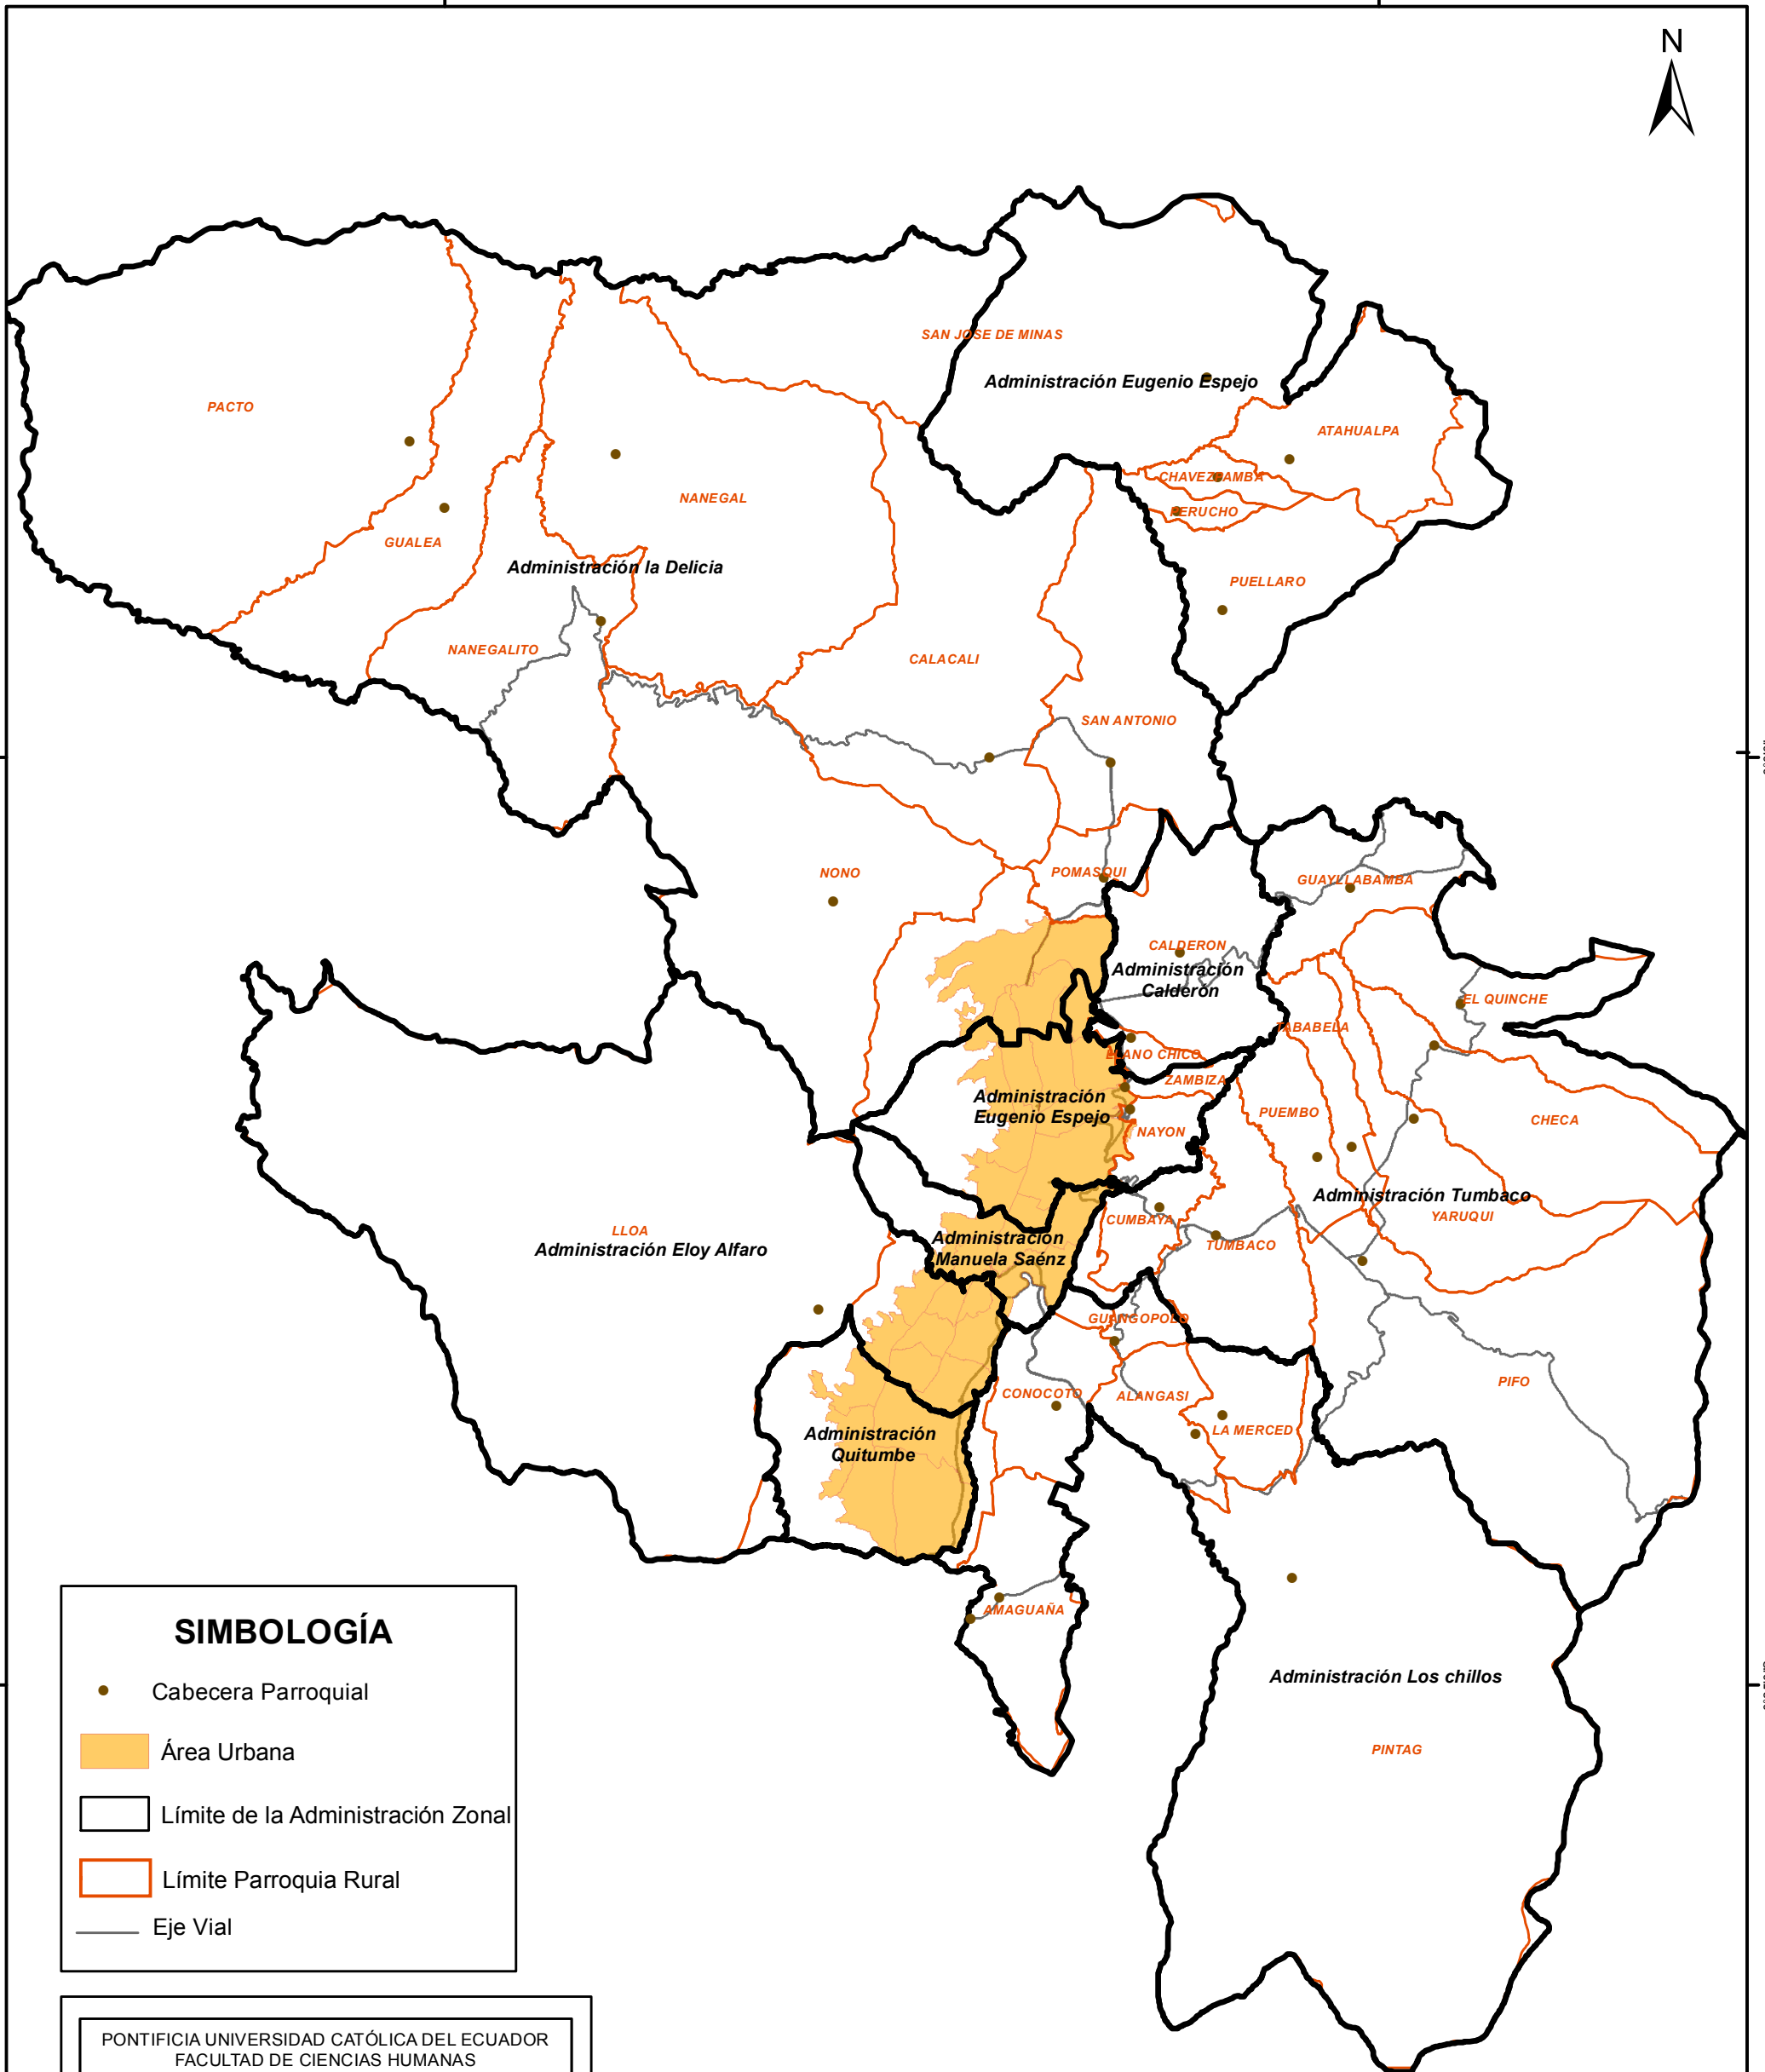 N
SAN JOSE DE MINAS
Administración Eugenio Espejo
PACTO
ATAHUALPA
CHAVEZPAMBA
NANEGAL
PERUCHO
GUALEA
Administración la Delicia
PUELLARO
NANEGALITO
CALACALI
SAN ANTONIO
NONO
POMASQUI
GUAYLLABAMBA
CALDERON
Administración
Calderón
EL QUINCHE
TABABELA
LLANO CHICO
ZAMBIZA
Administración
Eugenio Espejo
PUEMBO
CHECA
NAYON
Administración Tumbaco
YARUQUI
CUMBAYA
LLOA
Administración Eloy Alfaro
Administración
Manuela Saénz
TUMBACO
GUANGOPOLO
PIFO
CONOCOTO
ALANGASI
LA MERCED
Administración
Quitumbe
AMAGUAÑA
Administración Los chillos
PINTAG
SIMBOLOGÍA
Cabecera Parroquial
Área Urbana
Límite de la Administración Zonal
Límite Parroquia Rural
Eje Vial
PONTIFICIA UNIVERSIDAD CATÓLICA DEL ECUADOR
FACULTAD DE CIENCIAS HUMANAS